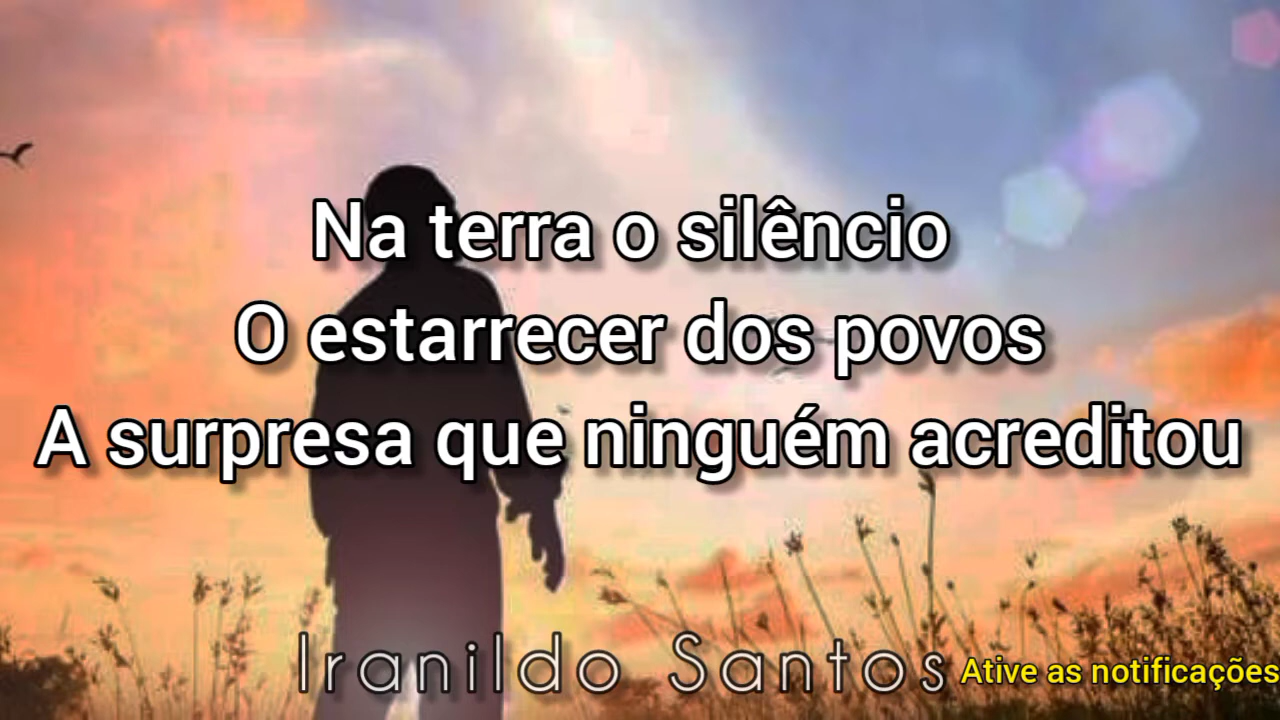 Na terra o silêncio
O estarrecer dos povos
A surpresa que ninguém acreditou
Iranildo Santos
Ative as notificações